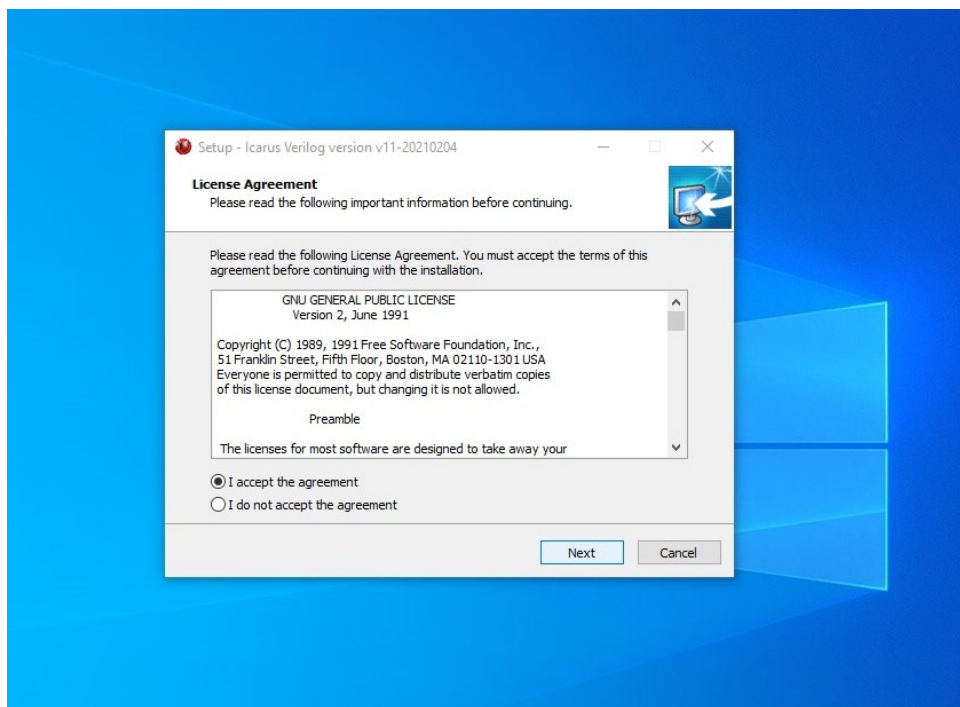 Setup - Icarus Verilog version v11-20210204
License Agreement
Please read the following important information before continuing.
Please read the following License Agreement. You must accept the terms of this
agreement before continuing with the installation.
GNU GENERAL PUBLIC LICENSE
Version 2, June 1991
Copyright (C) 1989, 1991 Free Software Foundation, Inc.,
51 Franklin Street, Fifth Floor, Boston, MA 02110-1301 USA
Everyone is permitted to copy and distribute verbatim copies
of this license document, but changing it is not allowed.
Preamble
The licenses for most software are designed to take away your
I accept the agreement
I do not accept the agreement
Next
Cancel